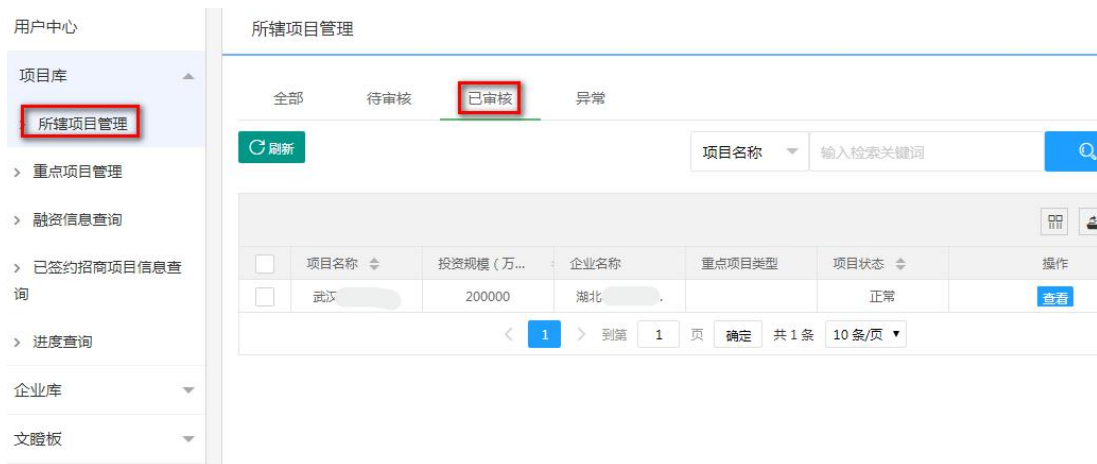 用户中心
所辖项目管理
项目库
全部 待审核 已审核 异常
所辖项目管理
刷新
项目名称 输入检索关键词
重点项目管理
融资信息查询
已签约招商项目信息查
询
进度查询
企业库
文瞪板
项目名称 投资规模（万... 企业名称 重点项目类型 项目状态 操作
武汉 200000 湖北 . 正常 查看
< 1 > 到第 1 页 确定 共 1 条 10 条/页